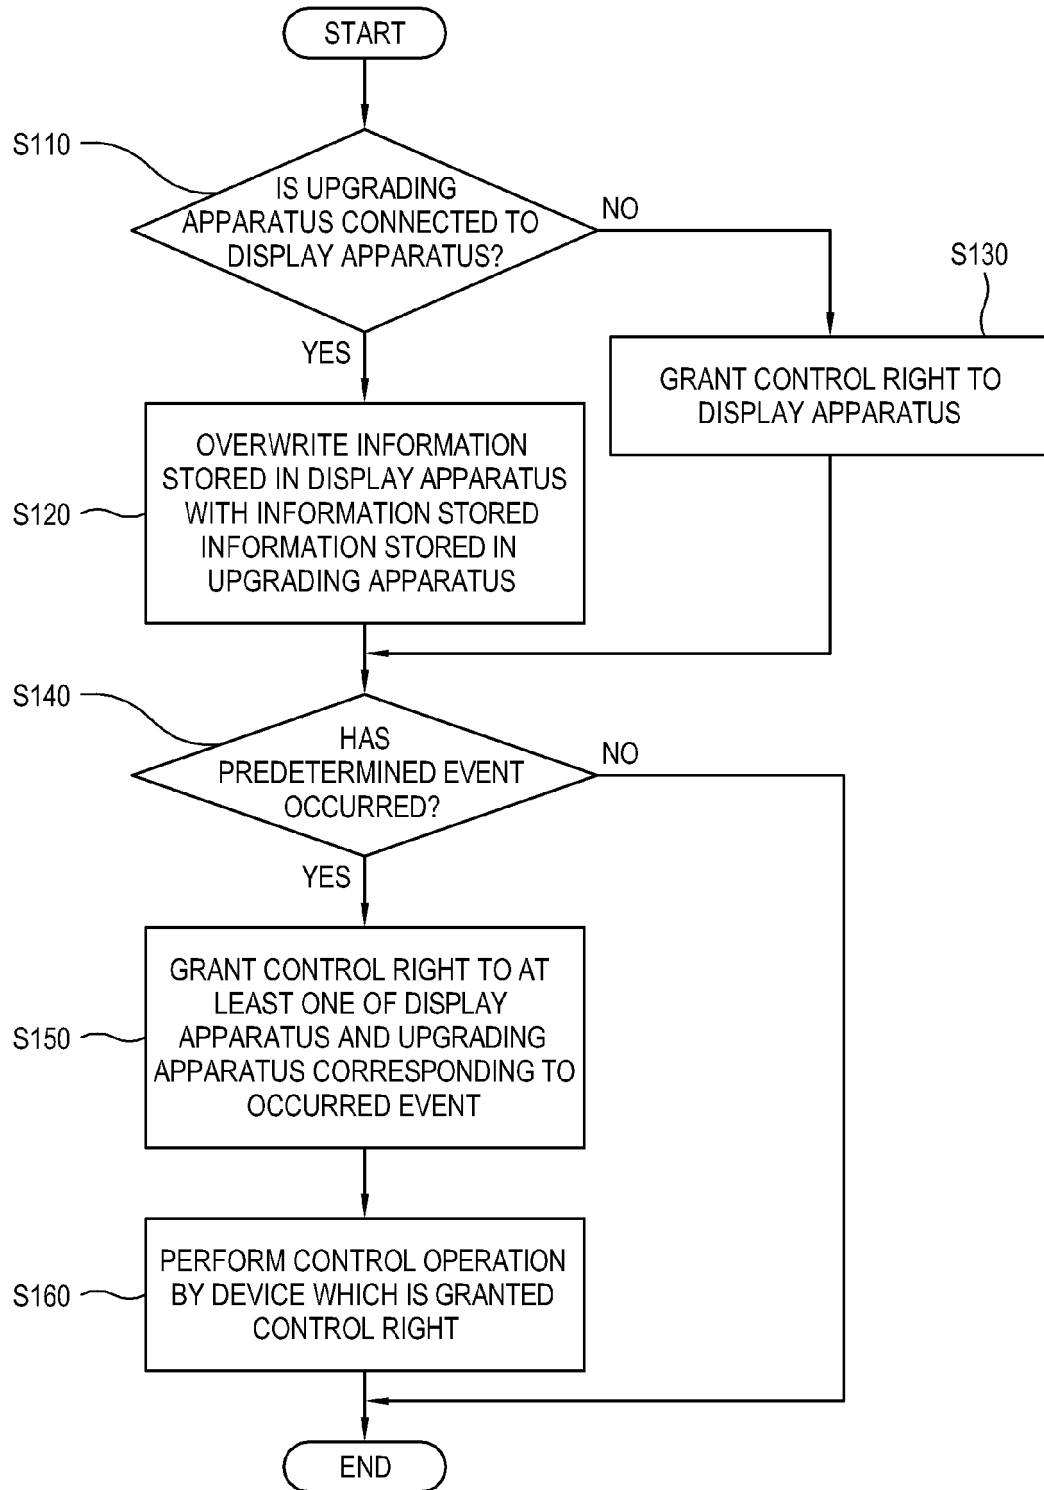 START
S110
IS UPGRADING
APPARATUS CONNECTED TO
DISPLAY APPARATUS?
NO
YES
S130
GRANT CONTROL RIGHT TO
DISPLAY APPARATUS
S120
OVERWRITE INFORMATION
STORED IN DISPLAY APPARATUS
WITH INFORMATION STORED
INFORMATION STORED IN
UPGRADING APPARATUS
S140
HAS
PREDETERMINED EVENT
OCCURRED?
NO
YES
S150
GRANT CONTROL RIGHT TO AT
LEAST ONE OF DISPLAY
APPARATUS AND UPGRADING
APPARATUS CORRESPONDING TO
OCCURRED EVENT
S160
PERFORM CONTROL OPERATION
BY DEVICE WHICH IS GRANTED
CONTROL RIGHT
END